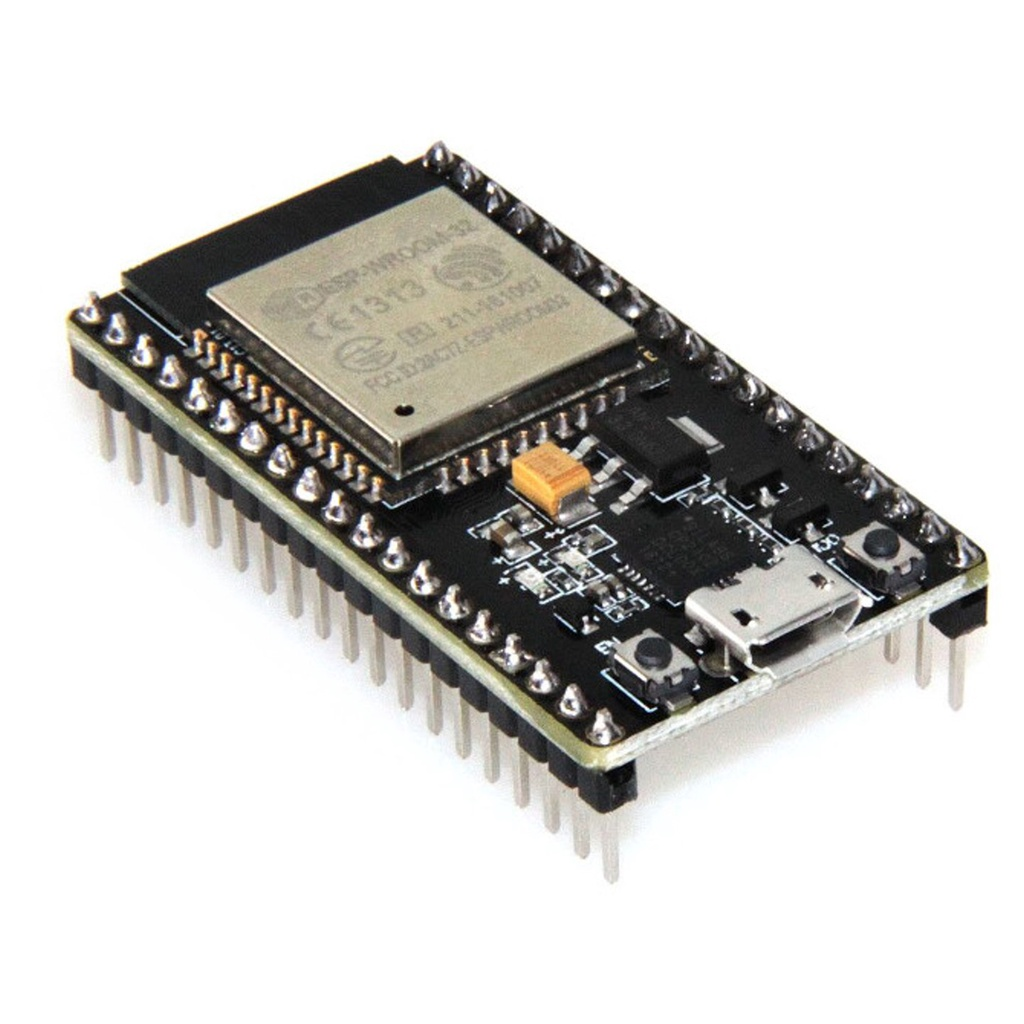 ESP-WROOM-32
CE1313
[R] 211-161007
FCC ID:2AC7Z-ESPWROOM32
EN